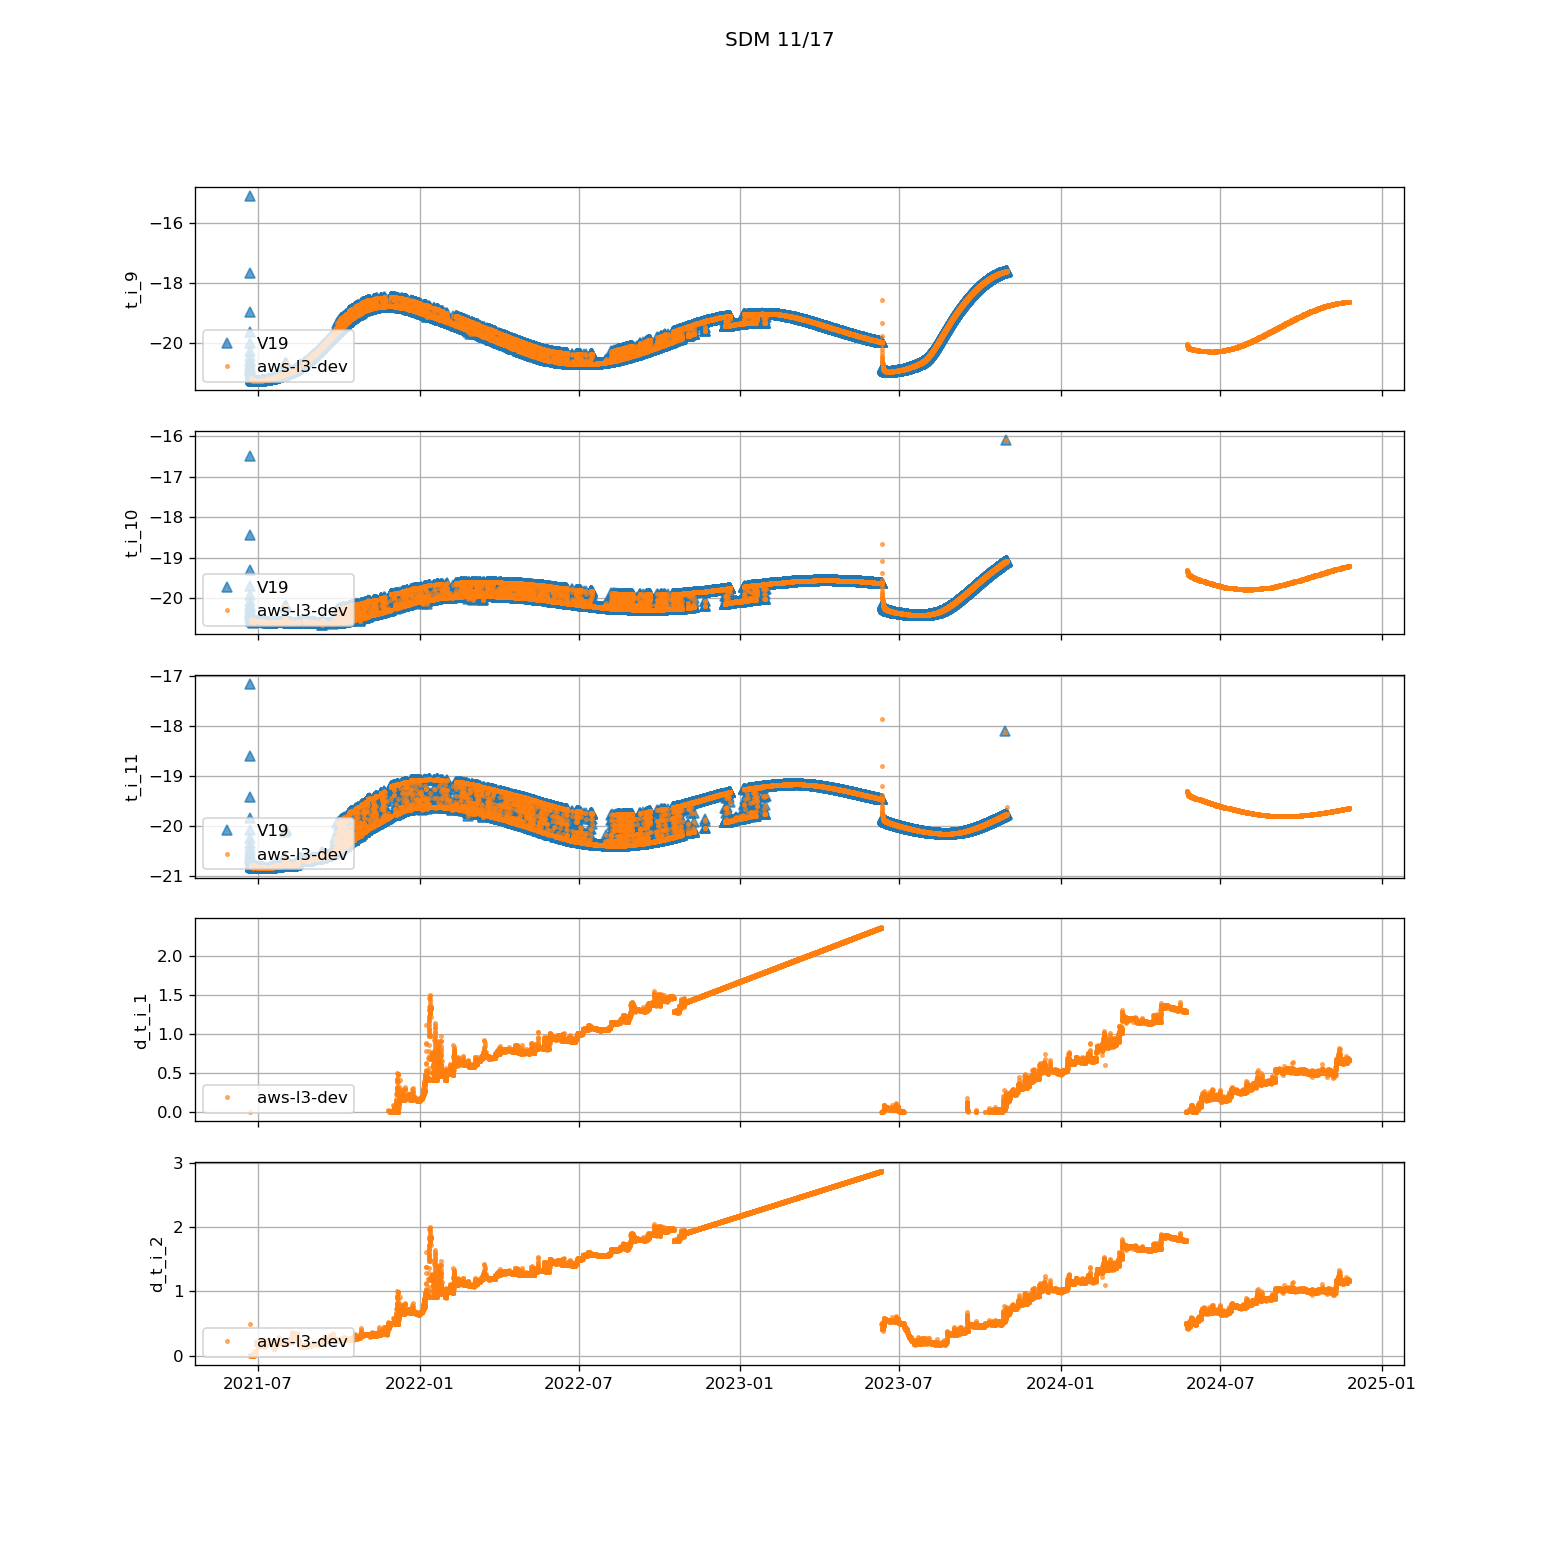 SDM 11/17
t_i_9
−16
−18
−20
V19
aws-l3-dev
t_i_10
−16
−17
−18
−19
−20
V19
aws-l3-dev
t_i_11
−17
−18
−19
−20
−21
V19
aws-l3-dev
d_t_i_1
2.0
1.5
1.0
0.5
0.0
aws-l3-dev
d_t_i_2
3
2
1
0
aws-l3-dev
2021-07 2022-01 2022-07 2023-01 2023-07 2024-01 2024-07 2025-01